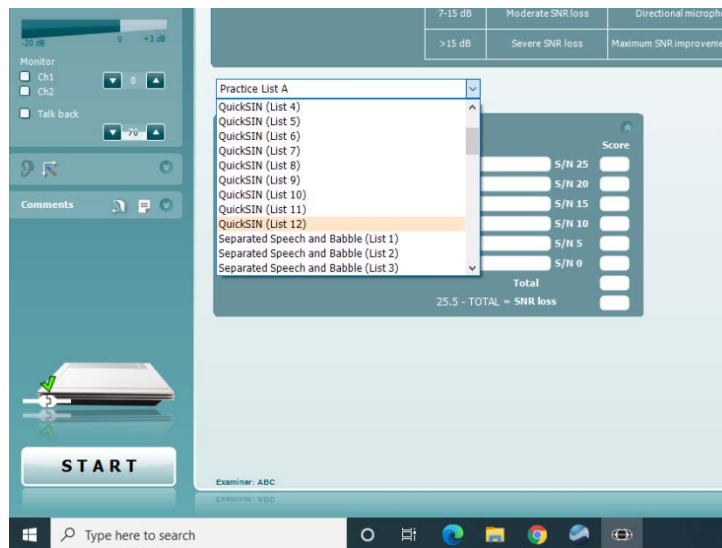 -20 dB 0 +3 dB
Monitor
Ch1
Ch2
0
Talk back
70
Comments
START
7-15 dB Moderate SNR loss Directional microph
>15 dB Severe SNR loss Maximum SNR improveme
Practice List A
QuickSIN (List 4)
QuickSIN (List 5)
QuickSIN (List 6)
QuickSIN (List 7)
QuickSIN (List 8)
QuickSIN (List 9)
QuickSIN (List 10)
QuickSIN (List 11)
QuickSIN (List 12)
Separated Speech and Babble (List 1)
Separated Speech and Babble (List 2)
Separated Speech and Babble (List 3)
Score
S/N 25
S/N 20
S/N 15
S/N 10
S/N 5
S/N 0
Total
25.5 - TOTAL = SNR loss
Examiner: ABC
Type here to search